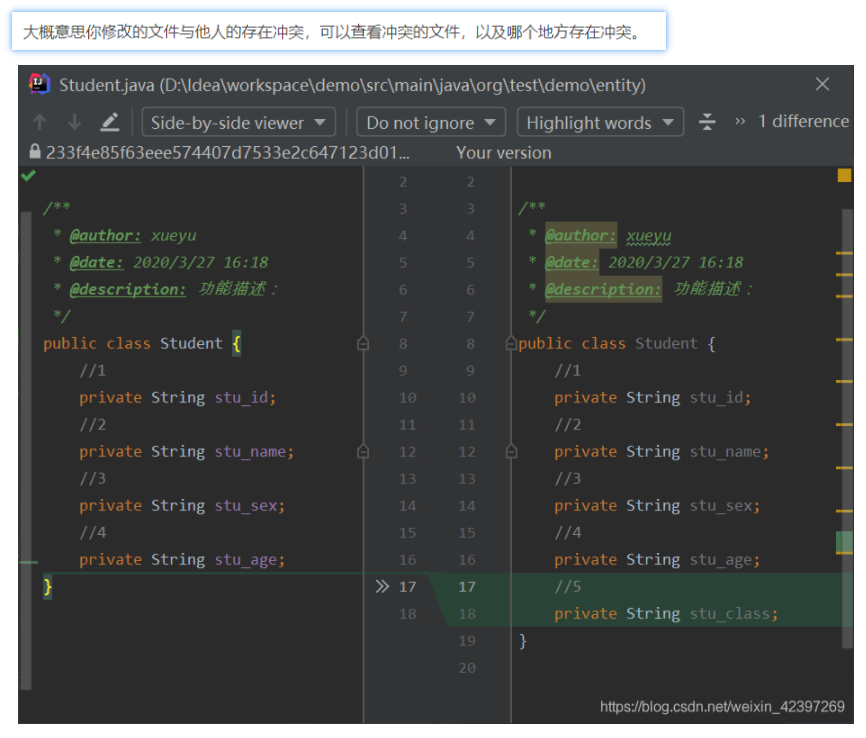 大概意思你修改的文件与他人的存在冲突，可以查看冲突的文件，以及哪个地方存在冲突。
Student.java (D:\Idea\workspace\demo\src\main\java\org\test\demo\entity)
Side-by-side viewer Do not ignore Highlight words » 1 difference
233f4e85f63eee574407d7533e2c647123d01... Your version
2 2
/** 3 3 /**
* @author: xueyu 4 4 * @author: xueyu
* @date: 2020/3/27 16:18 5 5 * @date: 2020/3/27 16:18
* @description: 功能描述： 6 6 * @description: 功能描述：
*/ 7 7 */
public class Student { 8 8 public class Student {
//1 9 9 //1
private String stu_id; 10 10 private String stu_id;
//2 11 11 //2
private String stu_name; 12 12 private String stu_name;
//3 13 13 //3
private String stu_sex; 14 14 private String stu_sex;
//4 15 15 //4
private String stu_age; 16 16 private String stu_age;
} >> 17 17 //5
18 18 private String stu_class;
19 }
20
https://blog.csdn.net/weixin_42397269